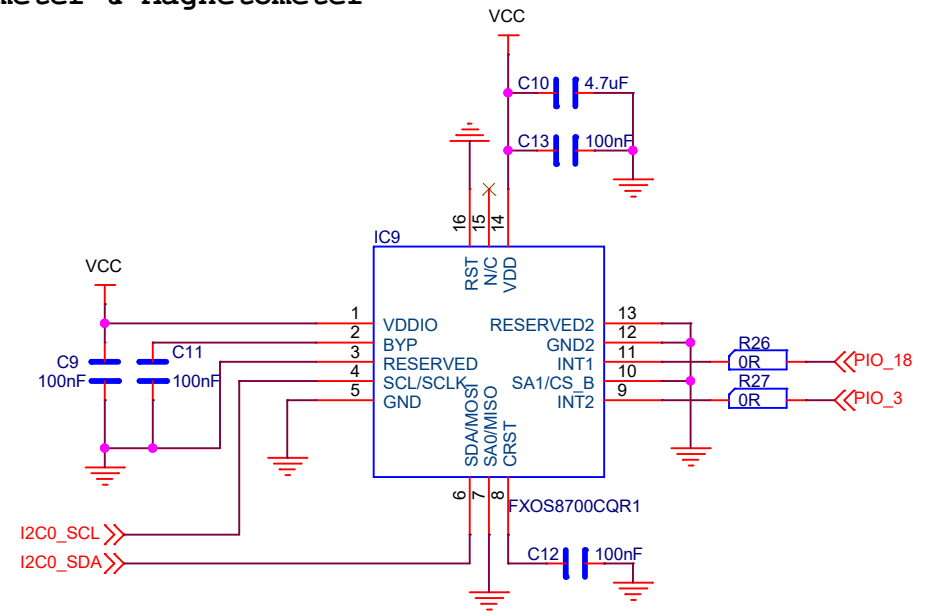 & Magnetometer
VCC
C10 4.7uF
C13 100nF
16 15 14
IC9
RST N/C VDD
VCC
1 VDDIO RESERVED2 13
2 BYP GND2 12
3 RESERVED INT1 11 R26 0R PIO_18
4 SCL/SCLK SA1/CS_B 10
5 GND INT2 9 R27 0R PIO_3
C9 100nF
C11 100nF
SDA/MOSI SA0/MISO CRST
6 7 8
FXOS8700CQR1
I2C0_SCL
I2C0_SDA
C12 100nF